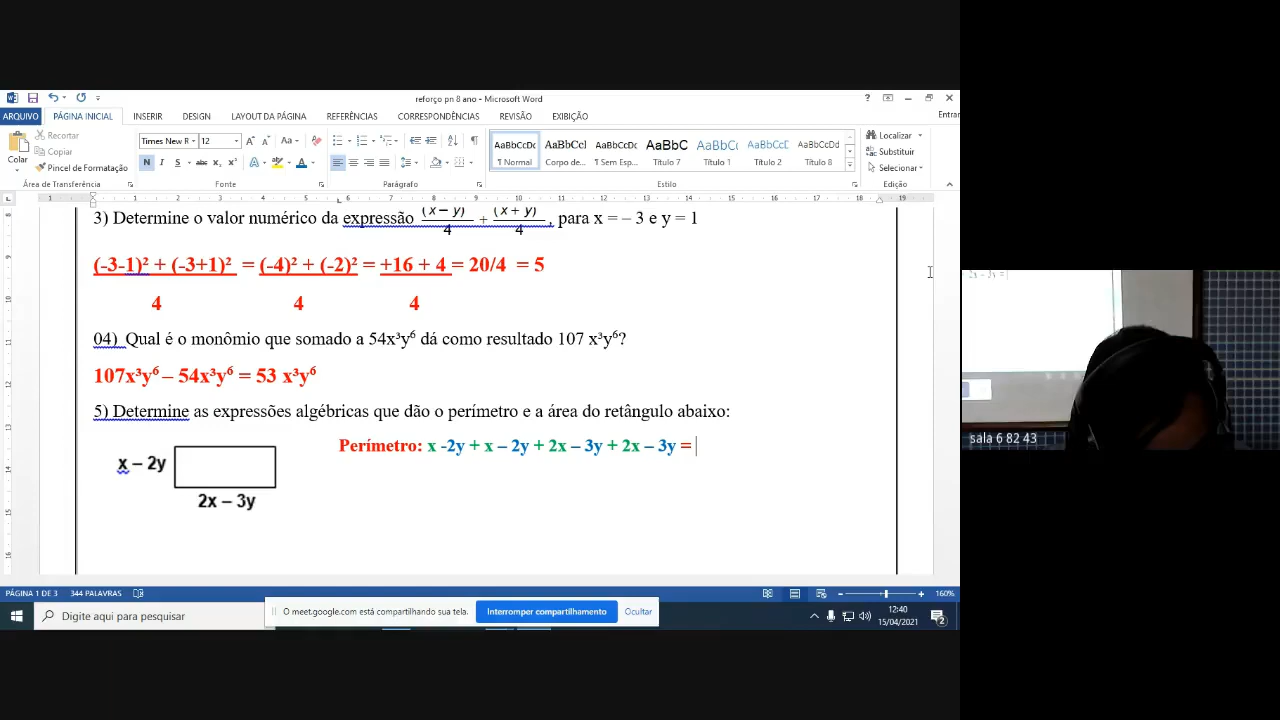 reforço pn 8 ano - Microsoft Word
Entrar
ARQUIVO PÁGINA INICIAL INSERIR DESIGN LAYOUT DA PÁGINA REFERÊNCIAS CORRESPONDÊNCIAS REVISÃO EXIBIÇÃO
Colar
Recortar
Copiar
Pincel de Formatação
Área de Transferência
Times New R 12
N I S abc x₂ x²
Fonte
Parágrafo
AaBbCcDc AaBbCcI AaBbCcDc AaBbC AaBbCc AaBbCcD AaBbCcDd
¶ Normal Corpo de... ¶ Sem Esp... Título 7 Título 1 Título 2 Título 8
Estilo
Localizar
Substituir
Selecionar
Edição
3) Determine o valor numérico da expressão (x – y)/4 + (x + y)/4, para x = – 3 e y = 1
(-3-1)² + (-3+1)² = (-4)² + (-2)² = +16 + 4 = 20/4 = 5
4 4 4
04) Qual é o monômio que somado a 54x³y⁶ dá como resultado 107 x³y⁶?
107x³y⁶ – 54x³y⁶ = 53 x³y⁶
5) Determine as expressões algébricas que dão o perímetro e a área do retângulo abaixo:
Perímetro: x -2y + x – 2y + 2x – 3y + 2x – 3y =
x – 2y
2x – 3y
sala 6 82 43
PÁGINA 1 DE 3 344 PALAVRAS
160%
Digite aqui para pesquisar
O meet.google.com está compartilhando sua tela.
Interromper compartilhamento
Ocultar
12:40
15/04/2021
2